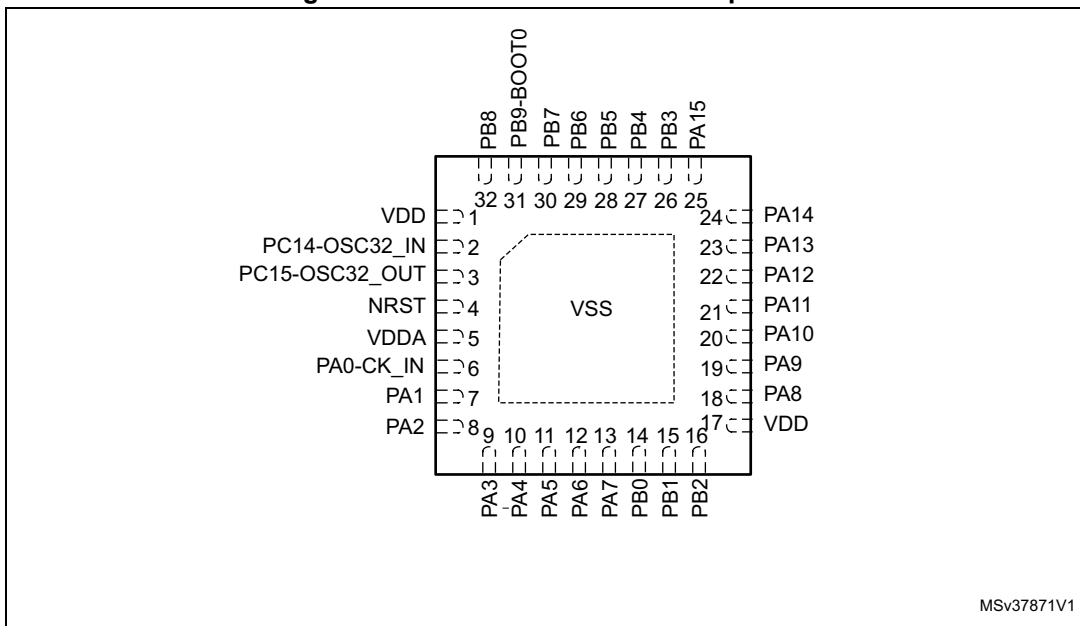 PB8
PB9-BOOT0
PB7
PB6
PB5
PB4
PB3
PA15
32 31 30 29 28 27 26 25
VDD 1
PC14-OSC32_IN 2
PC15-OSC32_OUT 3
NRST 4
VDDA 5
PA0-CK_IN 6
PA1 7
PA2 8
VSS
24 PA14
23 PA13
22 PA12
21 PA11
20 PA10
19 PA9
18 PA8
17 VDD
9 10 11 12 13 14 15 16
PA3
PA4
PA5
PA6
PA7
PB0
PB1
PB2
MSv37871V1